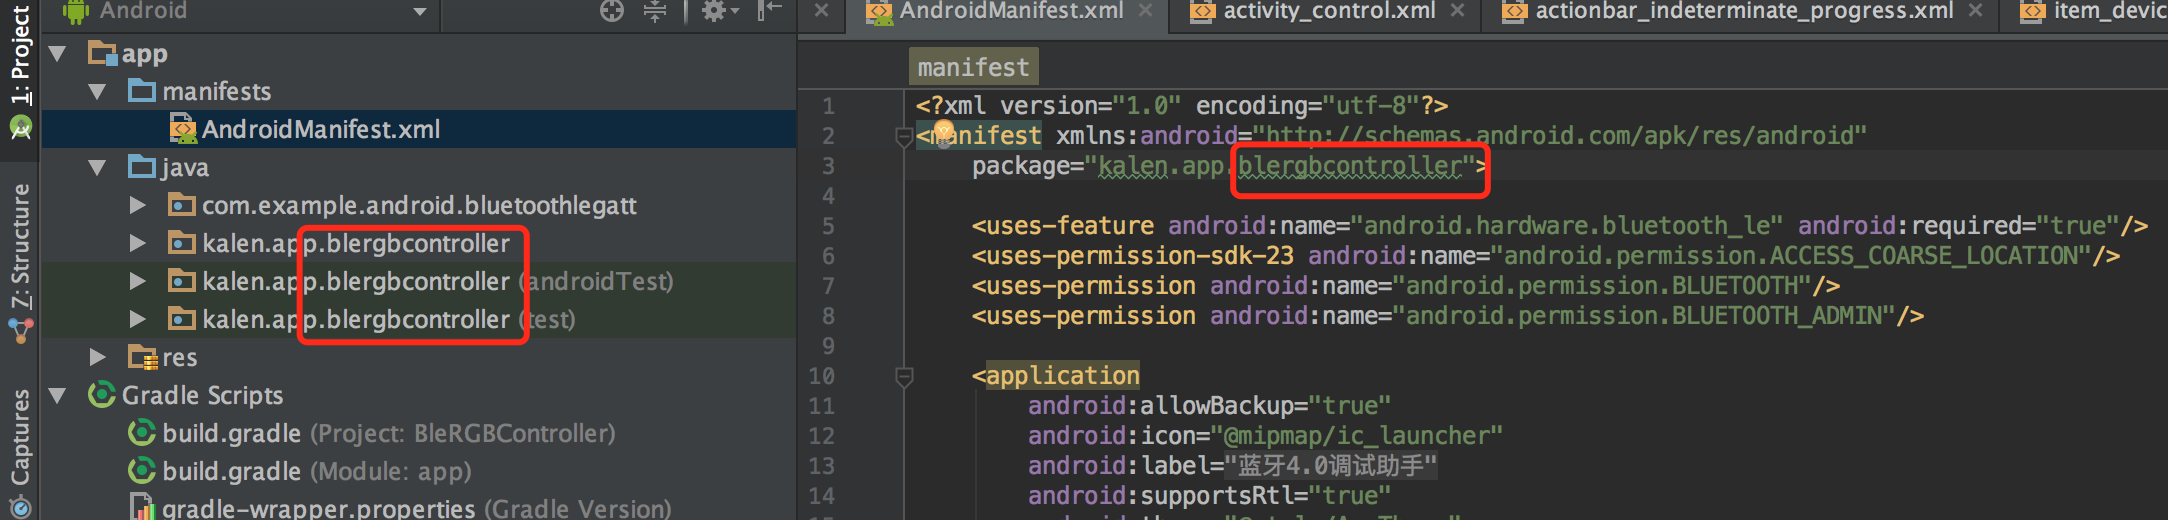 1: Project
7: Structure
Captures
Android
app
manifests
AndroidManifest.xml
java
com.example.android.bluetoothlegatt
kalen.app.blergbcontroller
kalen.app.blergbcontroller (androidTest)
kalen.app.blergbcontroller (test)
res
Gradle Scripts
build.gradle (Project: BleRGBController)
build.gradle (Module: app)
gradle-wrapper.properties (Gradle Version)
AndroidManifest.xml
activity_control.xml
actionbar_indeterminate_progress.xml
item_devic
manifest
1 <?xml version="1.0" encoding="utf-8"?>
2 <manifest xmlns:android="http://schemas.android.com/apk/res/android"
3 package="kalen.app.blergbcontroller">
4
5 <uses-feature android:name="android.hardware.bluetooth_le" android:required="true"/>
6 <uses-permission-sdk-23 android:name="android.permission.ACCESS_COARSE_LOCATION"/>
7 <uses-permission android:name="android.permission.BLUETOOTH"/>
8 <uses-permission android:name="android.permission.BLUETOOTH_ADMIN"/>
9
10 <application
11 android:allowBackup="true"
12 android:icon="@mipmap/ic_launcher"
13 android:label="蓝牙4.0调试助手"
14 android:supportsRtl="true"